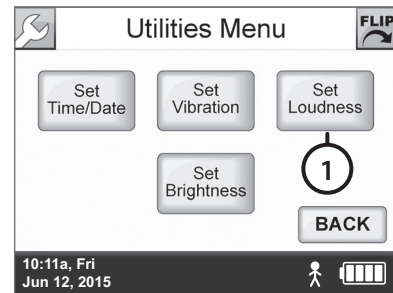 Utilities Menu
FLIP
Set
Time/Date
Set
Vibration
Set
Loudness
1
Set
Brightness
BACK
10:11a, Fri
Jun 12, 2015